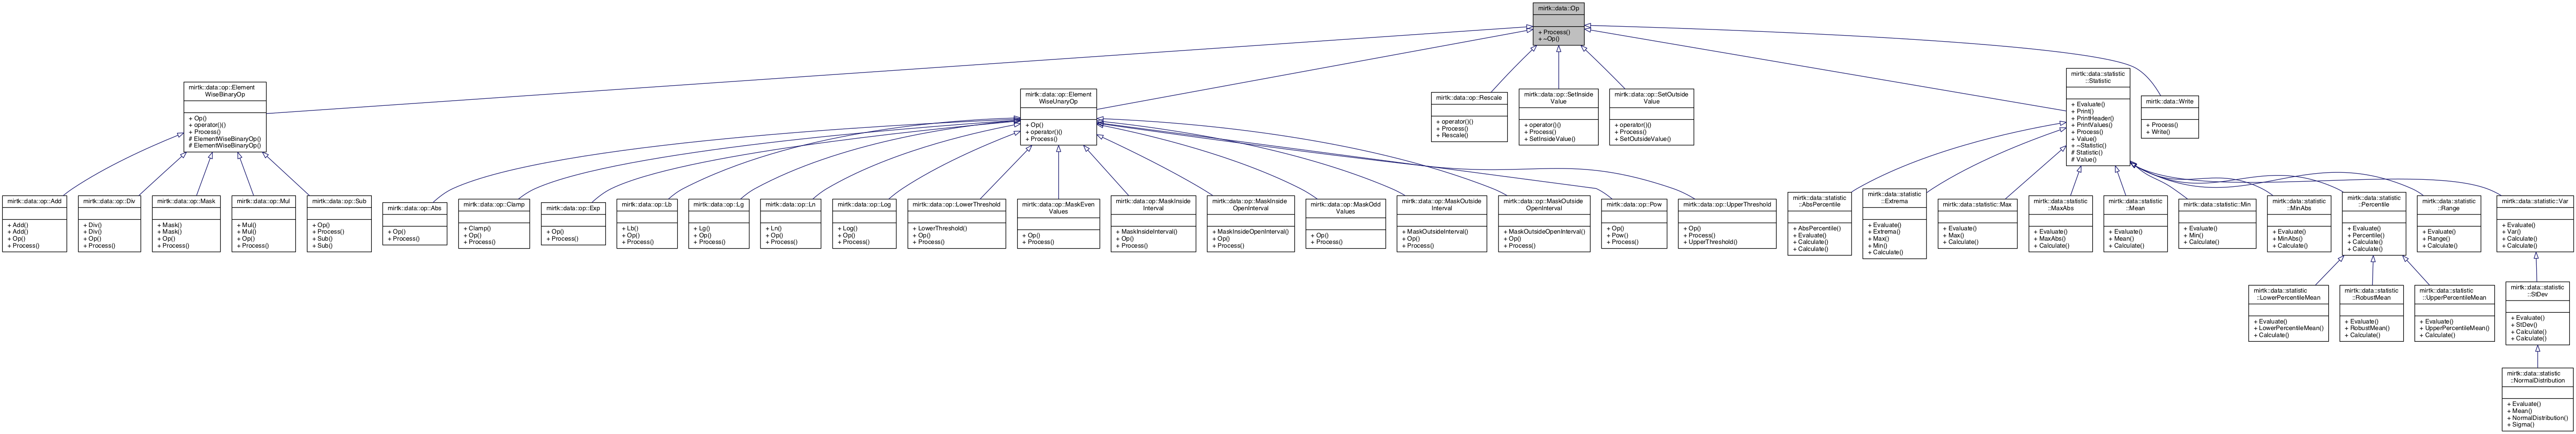 mirtk::data::Op
+ Process()
+ ~Op()
mirtk::data::op::Element
WiseBinaryOp
+ Op()
+ operator()()
+ Process()
# ElementWiseBinaryOp()
# ElementWiseBinaryOp()
mirtk::data::op::Element
WiseUnaryOp
+ Op()
+ operator()()
+ Process()
mirtk::data::op::Rescale
+ operator()()
+ Process()
+ Rescale()
mirtk::data::op::SetInside
Value
+ operator()()
+ Process()
+ SetInsideValue()
mirtk::data::op::SetOutside
Value
+ operator()()
+ Process()
+ SetOutsideValue()
mirtk::data::statistic
::Statistic
+ Evaluate()
+ Print()
+ PrintHeader()
+ PrintValues()
+ Process()
+ Value()
+ ~Statistic()
# Statistic()
# Value()
mirtk::data::Write
+ Process()
+ Write()
mirtk::data::op::Add
+ Add()
+ Add()
+ Op()
+ Process()
mirtk::data::op::Div
+ Div()
+ Div()
+ Op()
+ Process()
mirtk::data::op::Mask
+ Mask()
+ Mask()
+ Op()
+ Process()
mirtk::data::op::Mul
+ Mul()
+ Mul()
+ Op()
+ Process()
mirtk::data::op::Sub
+ Op()
+ Process()
+ Sub()
+ Sub()
mirtk::data::op::Abs
+ Op()
+ Process()
mirtk::data::op::Clamp
+ Clamp()
+ Op()
+ Process()
mirtk::data::op::Exp
+ Op()
+ Process()
mirtk::data::op::Lb
+ Lb()
+ Op()
+ Process()
mirtk::data::op::Lg
+ Lg()
+ Op()
+ Process()
mirtk::data::op::Ln
+ Ln()
+ Op()
+ Process()
mirtk::data::op::Log
+ Log()
+ Op()
+ Process()
mirtk::data::op::LowerThreshold
+ LowerThreshold()
+ Op()
+ Process()
mirtk::data::op::MaskEven
Values
+ Op()
+ Process()
mirtk::data::op::MaskInside
Interval
+ MaskInsideInterval()
+ Op()
+ Process()
mirtk::data::op::MaskInside
OpenInterval
+ MaskInsideOpenInterval()
+ Op()
+ Process()
mirtk::data::op::MaskOdd
Values
+ Op()
+ Process()
mirtk::data::op::MaskOutside
Interval
+ MaskOutsideInterval()
+ Op()
+ Process()
mirtk::data::op::MaskOutside
OpenInterval
+ MaskOutsideOpenInterval()
+ Op()
+ Process()
mirtk::data::op::Pow
+ Op()
+ Pow()
+ Process()
mirtk::data::op::UpperThreshold
+ Op()
+ Process()
+ UpperThreshold()
mirtk::data::statistic
::AbsPercentile
+ AbsPercentile()
+ Evaluate()
+ Calculate()
+ Calculate()
mirtk::data::statistic
::Extrema
+ Evaluate()
+ Extrema()
+ Max()
+ Min()
+ Calculate()
mirtk::data::statistic::Max
+ Evaluate()
+ Max()
+ Calculate()
mirtk::data::statistic
::MaxAbs
+ Evaluate()
+ MaxAbs()
+ Calculate()
mirtk::data::statistic
::Mean
+ Evaluate()
+ Mean()
+ Calculate()
mirtk::data::statistic::Min
+ Evaluate()
+ Min()
+ Calculate()
mirtk::data::statistic
::MinAbs
+ Evaluate()
+ MinAbs()
+ Calculate()
mirtk::data::statistic
::Percentile
+ Evaluate()
+ Percentile()
+ Calculate()
+ Calculate()
mirtk::data::statistic
::Range
+ Evaluate()
+ Range()
+ Calculate()
mirtk::data::statistic::Var
+ Evaluate()
+ Var()
+ Calculate()
+ Calculate()
mirtk::data::statistic
::LowerPercentileMean
+ Evaluate()
+ LowerPercentileMean()
+ Calculate()
mirtk::data::statistic
::RobustMean
+ Evaluate()
+ RobustMean()
+ Calculate()
mirtk::data::statistic
::UpperPercentileMean
+ Evaluate()
+ UpperPercentileMean()
+ Calculate()
mirtk::data::statistic
::StDev
+ Evaluate()
+ StDev()
+ Calculate()
+ Calculate()
mirtk::data::statistic
::NormalDistribution
+ Evaluate()
+ Mean()
+ NormalDistribution()
+ Sigma()